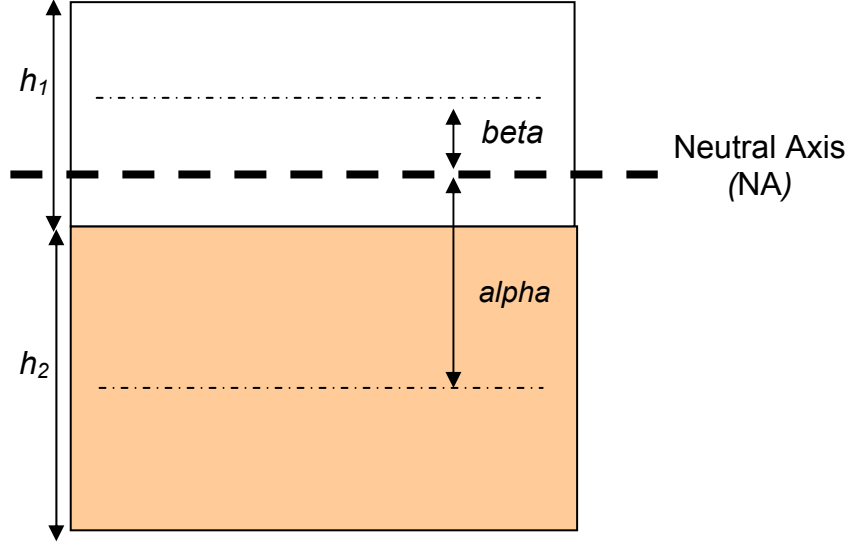 h₁
beta
Neutral Axis
(NA)
alpha
h₂